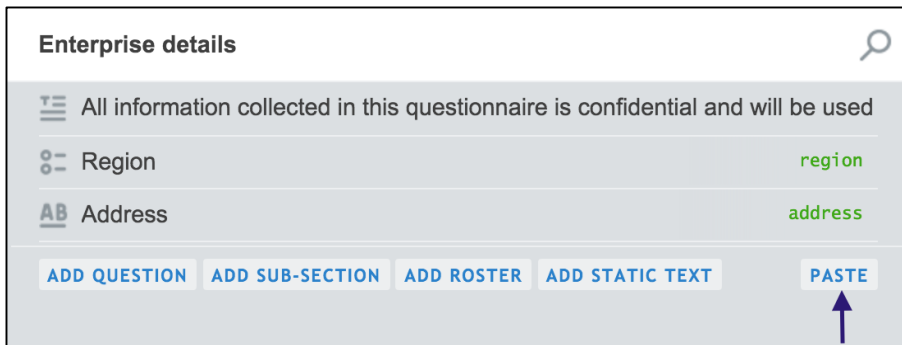 Enterprise details
All information collected in this questionnaire is confidential and will be used
Region region
AB Address address
ADD QUESTION ADD SUB-SECTION ADD ROSTER ADD STATIC TEXT PASTE